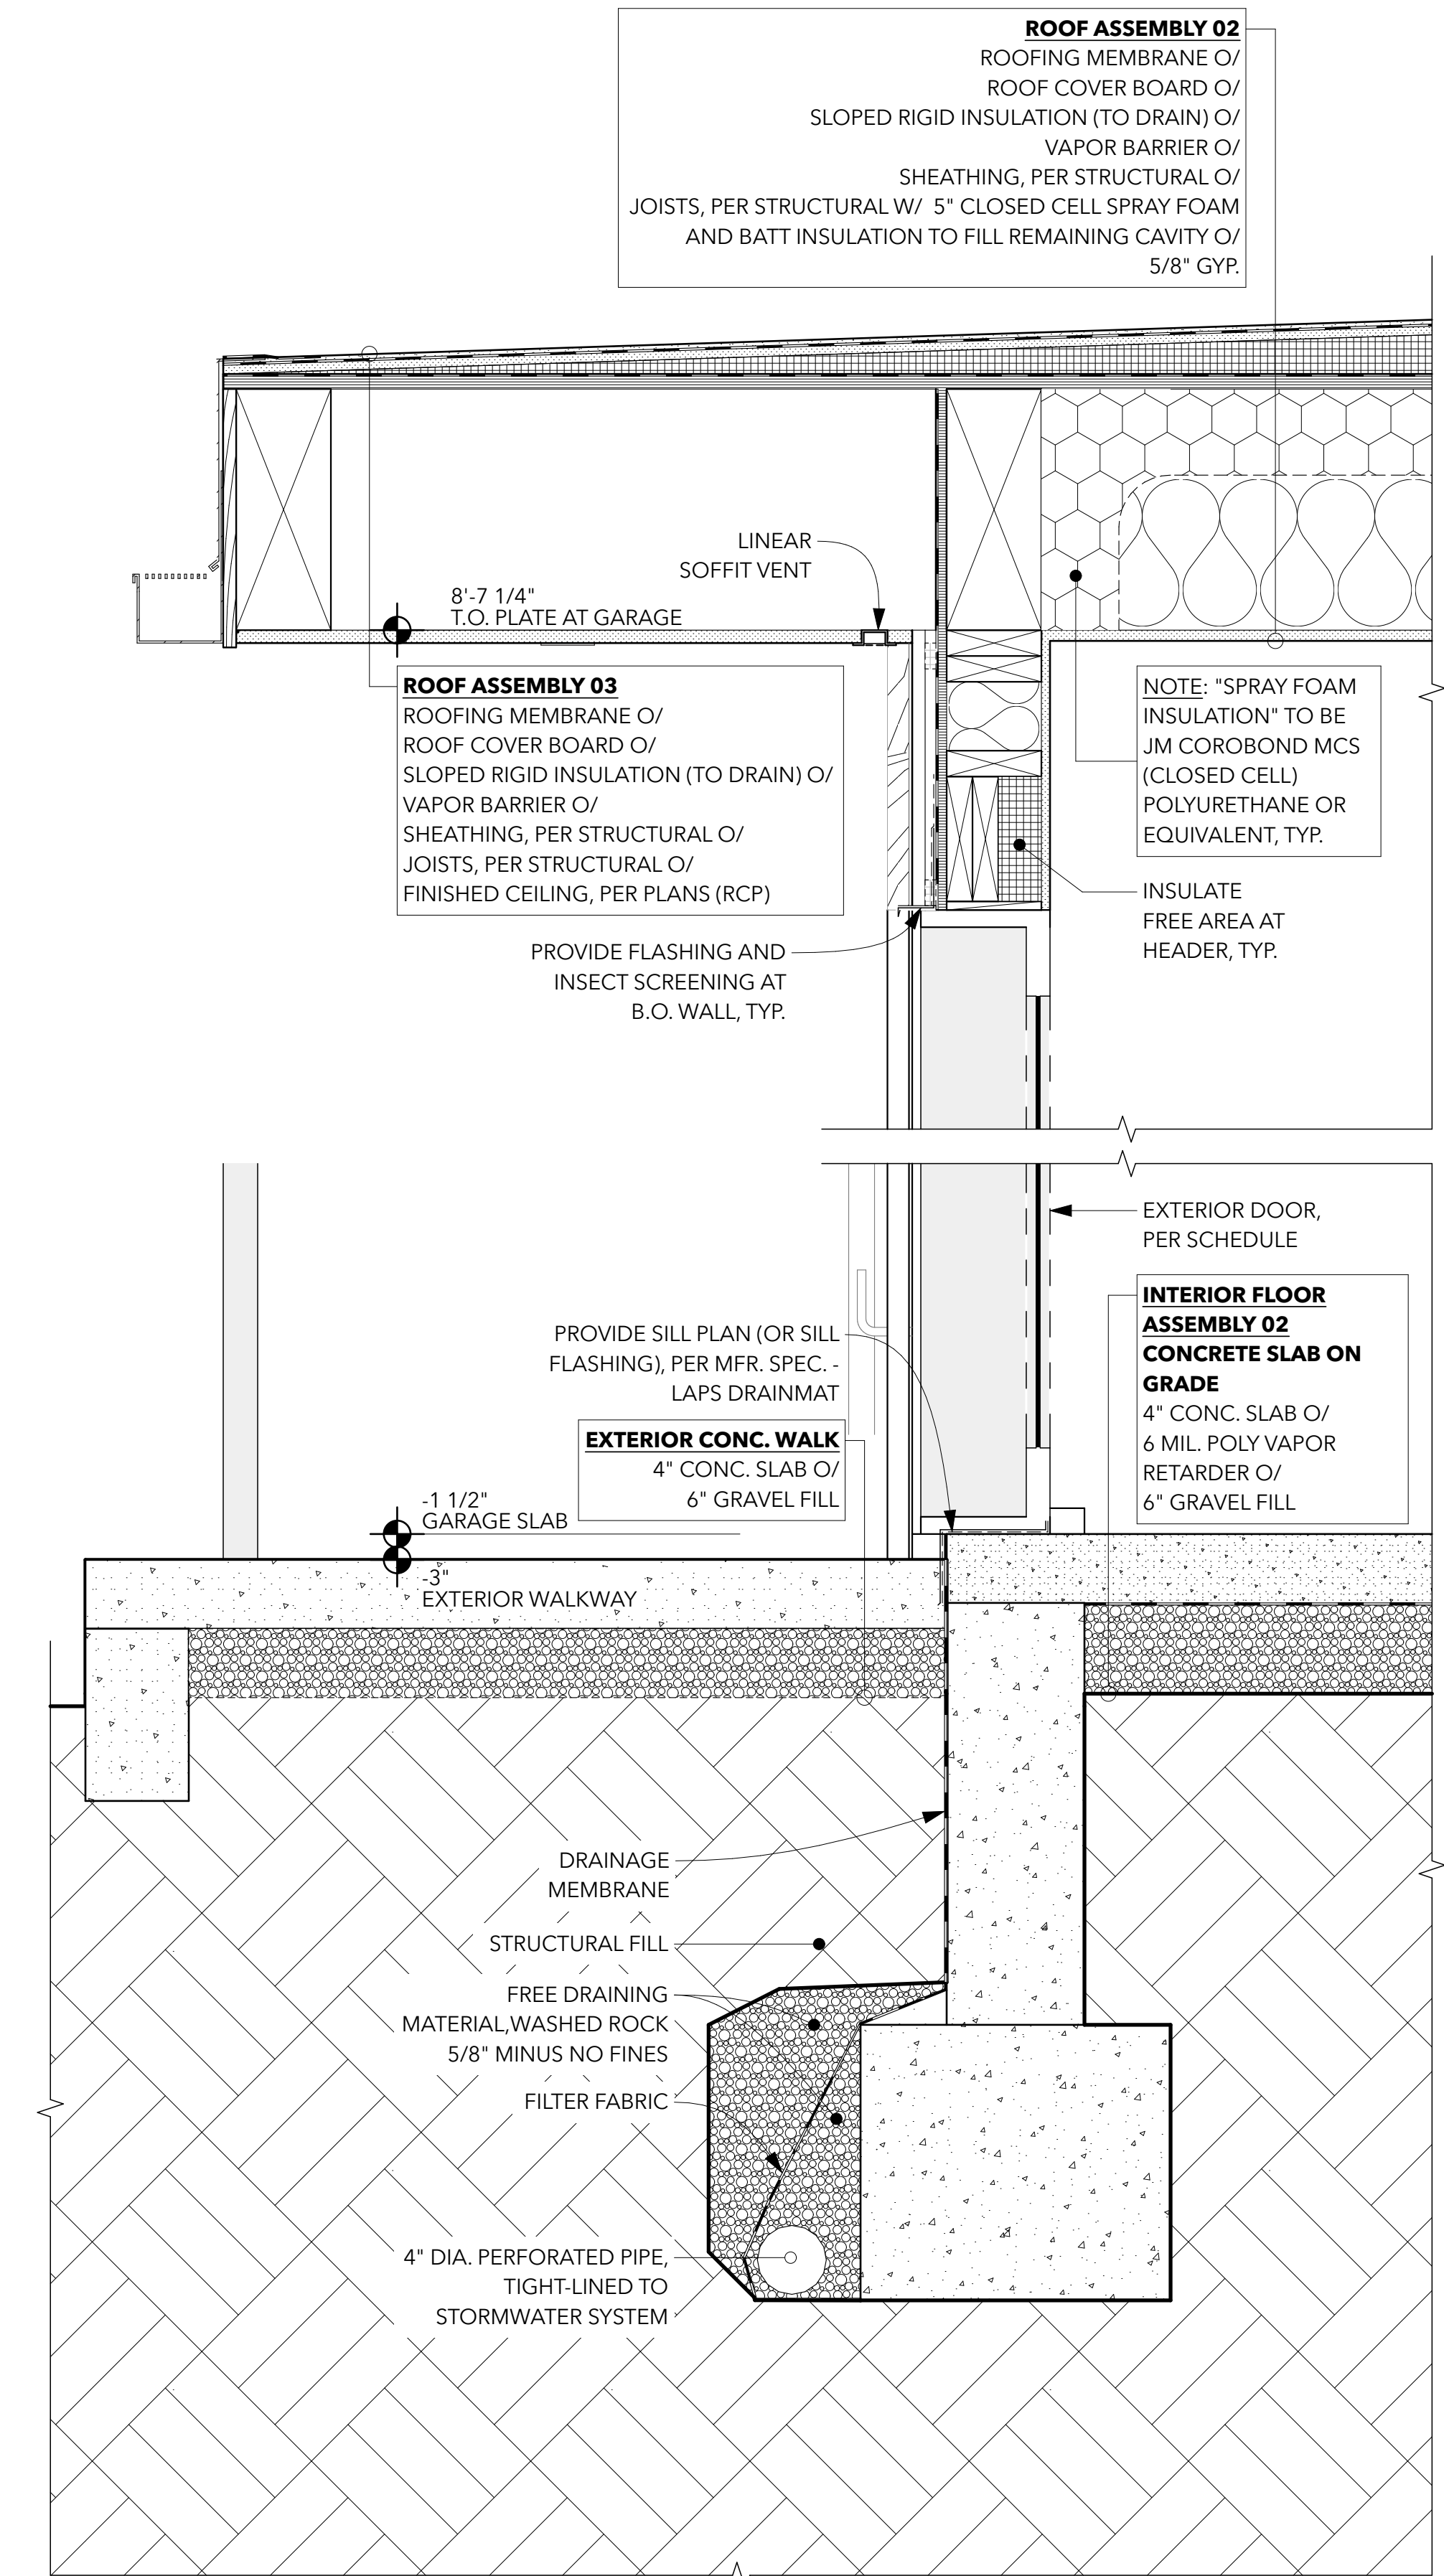 ROOF ASSEMBLY 02
ROOFING MEMBRANE O/
ROOF COVER BOARD O/
SLOPED RIGID INSULATION (TO DRAIN) O/
VAPOR BARRIER O/
SHEATHING, PER STRUCTURAL O/
JOISTS, PER STRUCTURAL W/ 5" CLOSED CELL SPRAY FOAM
AND BATT INSULATION TO FILL REMAINING CAVITY O/
5/8" GYP.
LINEAR
SOFFIT VENT
8'-7 1/4"
T.O. PLATE AT GARAGE
ROOF ASSEMBLY 03
ROOFING MEMBRANE O/
ROOF COVER BOARD O/
SLOPED RIGID INSULATION (TO DRAIN) O/
VAPOR BARRIER O/
SHEATHING, PER STRUCTURAL O/
JOISTS, PER STRUCTURAL O/
FINISHED CEILING, PER PLANS (RCP)
NOTE: "SPRAY FOAM
INSULATION" TO BE
JM COROBOND MCS
(CLOSED CELL)
POLYURETHANE OR
EQUIVALENT, TYP.
INSULATE
FREE AREA AT
HEADER, TYP.
PROVIDE FLASHING AND
INSECT SCREENING AT
B.O. WALL, TYP.
EXTERIOR DOOR,
PER SCHEDULE
PROVIDE SILL PLAN (OR SILL
FLASHING), PER MFR. SPEC. -
LAPS DRAINMAT
INTERIOR FLOOR
ASSEMBLY 02
CONCRETE SLAB ON
GRADE
4" CONC. SLAB O/
6 MIL. POLY VAPOR
RETARDER O/
6" GRAVEL FILL
EXTERIOR CONC. WALK
4" CONC. SLAB O/
6" GRAVEL FILL
-1 1/2"
GARAGE SLAB
-3"
EXTERIOR WALKWAY
DRAINAGE
MEMBRANE
STRUCTURAL FILL
FREE DRAINING
MATERIAL,WASHED ROCK
5/8" MINUS NO FINES
FILTER FABRIC
4" DIA. PERFORATED PIPE,
TIGHT-LINED TO
STORMWATER SYSTEM